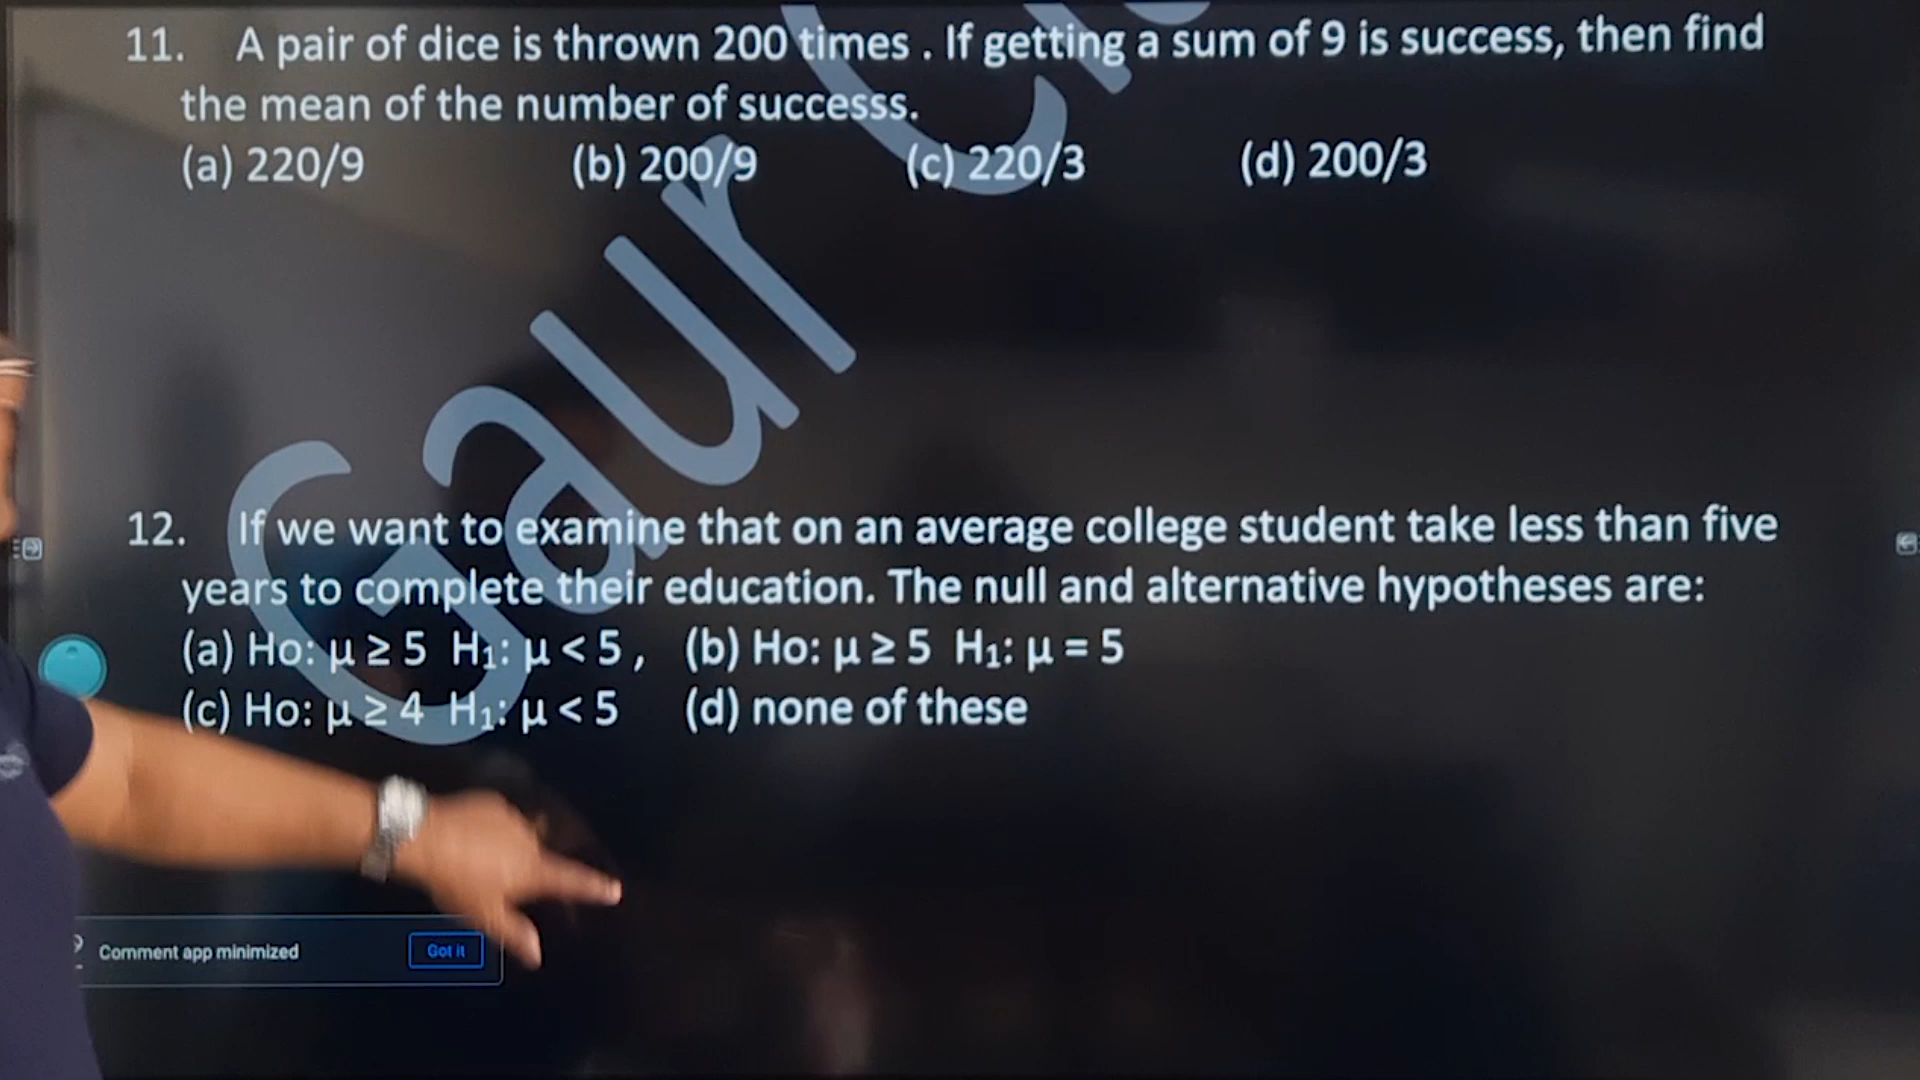 11. A pair of dice is thrown 200 times . If getting a sum of 9 is success, then find
the mean of the number of successs.
(a) 220/9 (b) 200/9 (c) 220/3 (d) 200/3
Gaur
12. If we want to examine that on an average college student take less than five
years to complete their education. The null and alternative hypotheses are:
(a) Ho: μ ≥ 5 H₁: μ < 5 , (b) Ho: μ ≥ 5 H₁: μ = 5
(c) Ho: μ ≥ 4 H₁: μ < 5 (d) none of these
Comment app minimized Got it